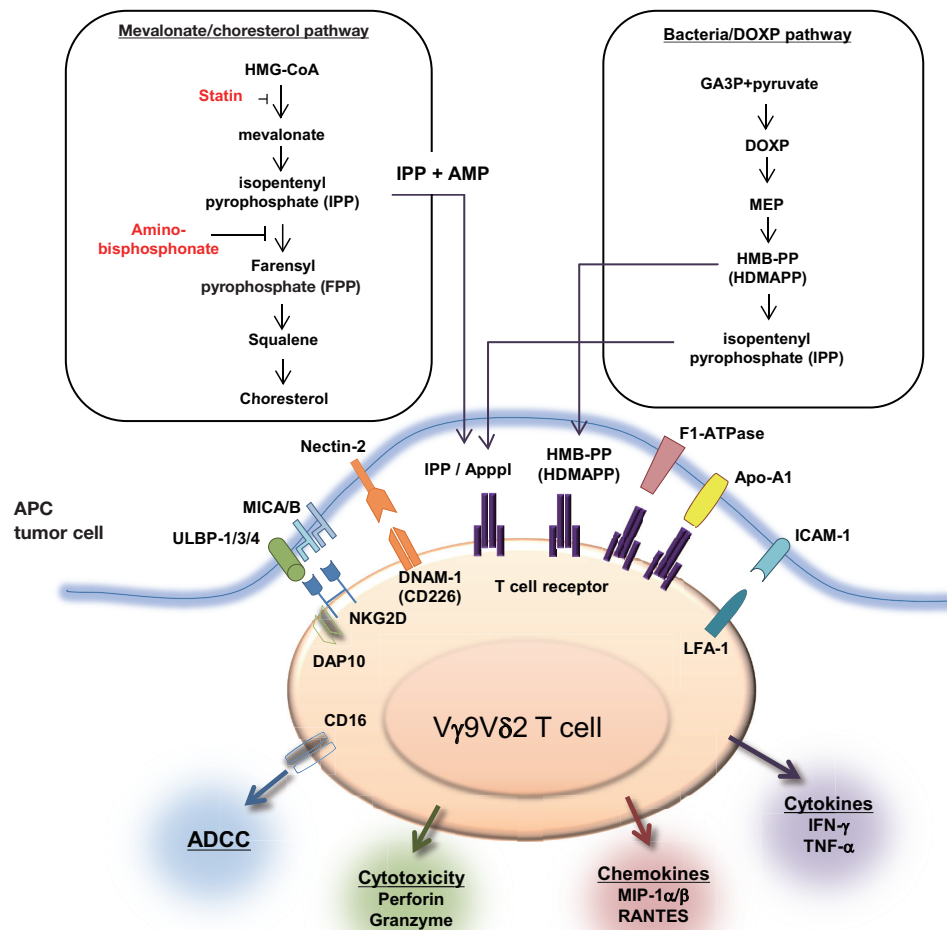 Mevalonate/choresterol pathway
HMG-CoA
Statin
mevalonate
isopentenyl
pyrophosphate (IPP)
Amino-
bisphosphonate
Farensyl
pyrophosphate (FPP)
Squalene
Choresterol
IPP + AMP
Bacteria/DOXP pathway
GA3P+pyruvate
DOXP
MEP
HMB-PP
(HDMAPP)
isopentenyl
pyrophosphate (IPP)
APC
tumor cell
Nectin-2
MICA/B
ULBP-1/3/4
IPP / ApppI
HMB-PP
(HDMAPP)
F1-ATPase
Apo-A1
ICAM-1
DNAM-1
(CD226)
NKG2D
DAP10
T cell receptor
LFA-1
CD16
Vγ9Vδ2 T cell
ADCC
Cytotoxicity
Perforin
Granzyme
Chemokines
MIP-1α/β
RANTES
Cytokines
IFN-γ
TNF-α